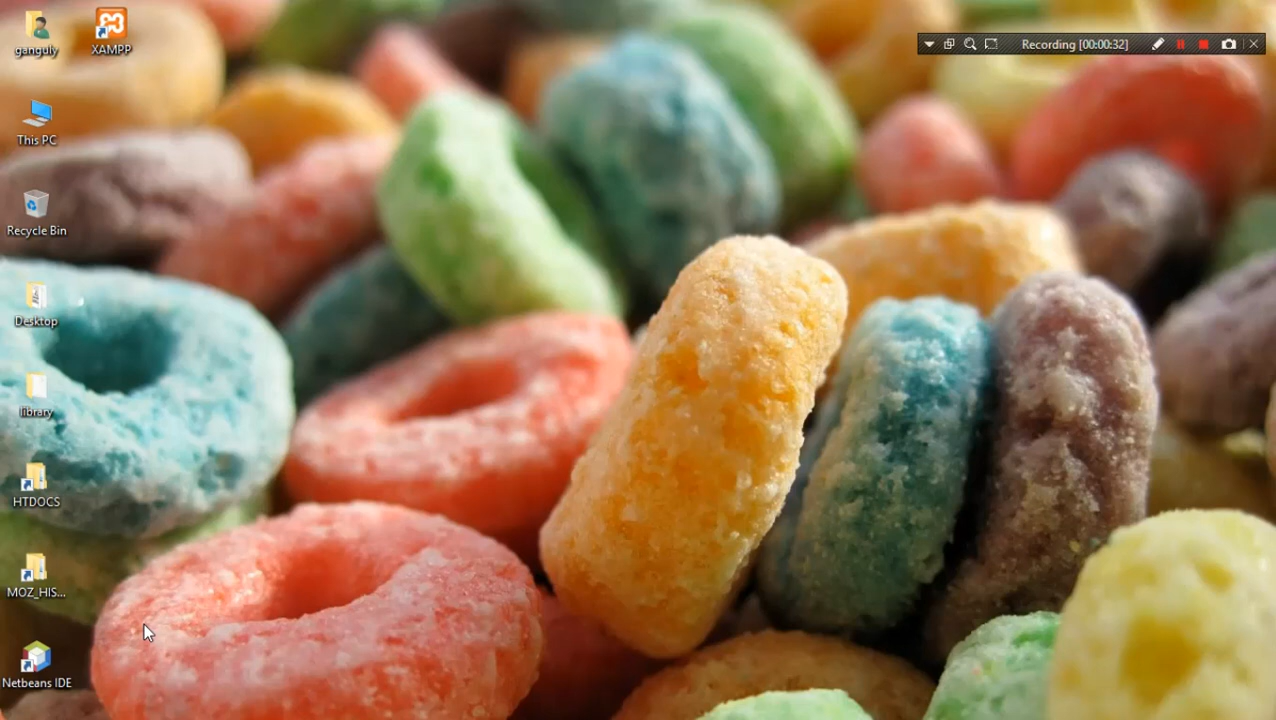 ganguly
XAMPP
Recording [00:00:32]
This PC
Recycle Bin
Desktop
library
HTDOCS
MOZ_HIS...
Netbeans IDE